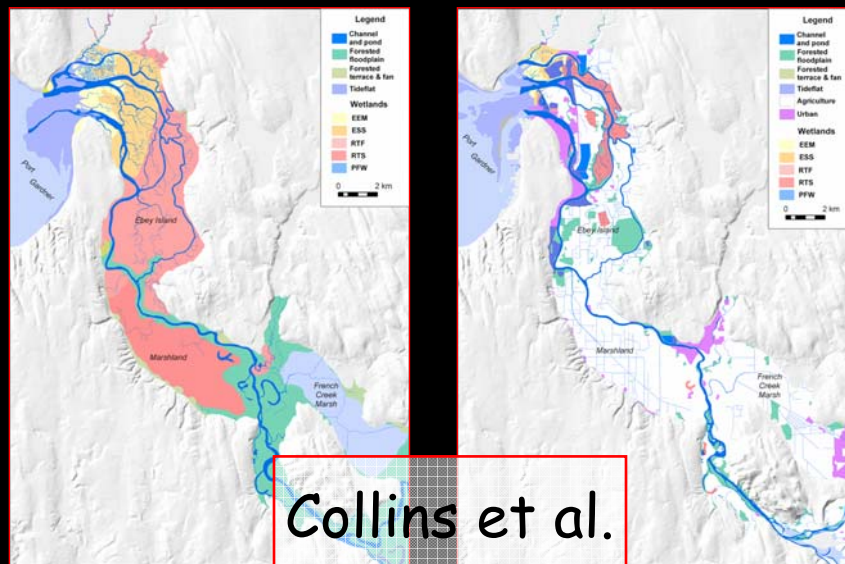 Legend
Channel
and pond
Forested
floodplain
Forested
terrace & fan
Tideflat
Wetlands
EEM
ESS
RTF
RTS
PFW
0 2 km
Port
Gardner
Ebey Island
Marshland
French
Creek
Marsh
Legend
Channel
and pond
Forested
floodplain
Forested
terrace & fan
Tideflat
Agriculture
Urban
Wetlands
EEM
ESS
RTF
RTS
PFW
0 2 km
Port
Gardner
Ebey Island
Marshland
French
Creek
Marsh
Collins et al.